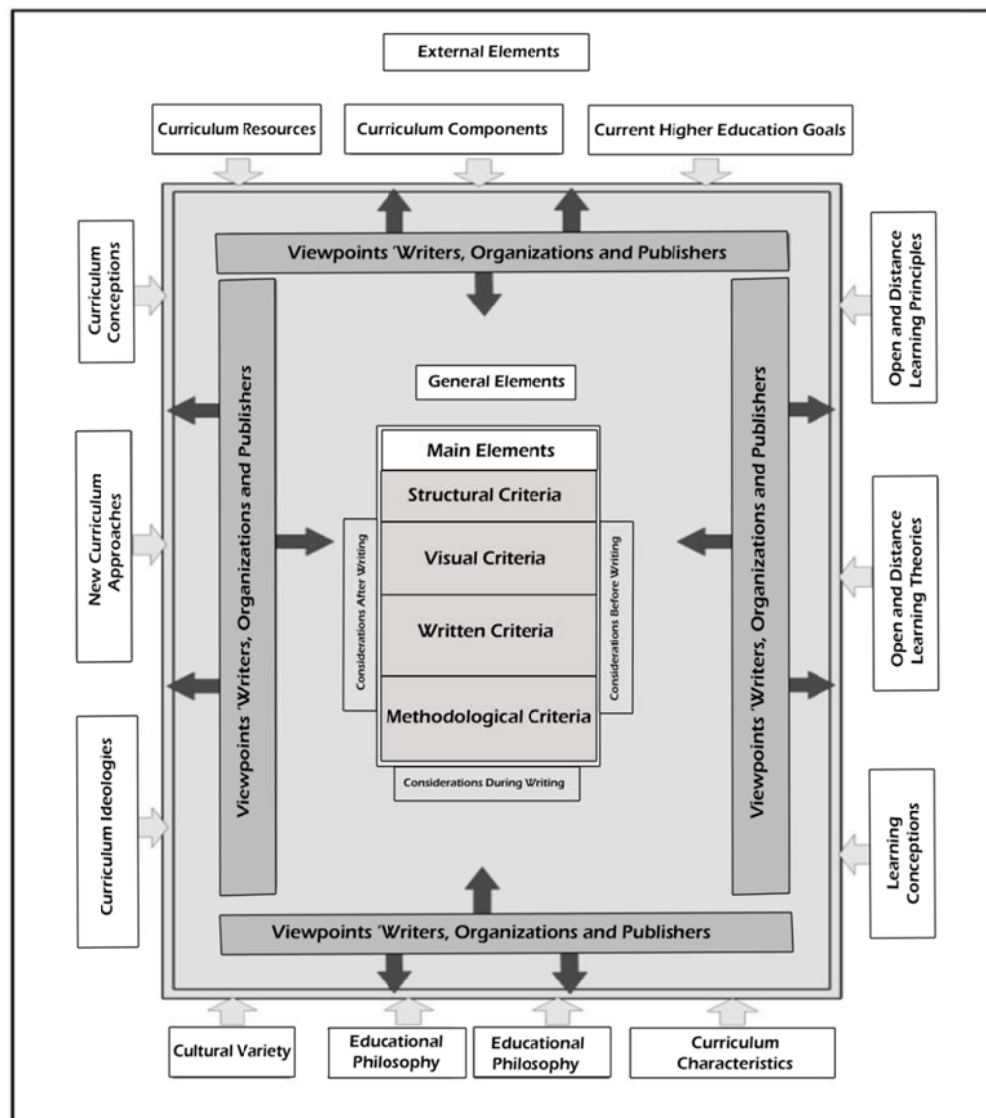 External Elements
Curriculum Resources
Curriculum Components
Current Higher Education Goals
Viewpoints 'Writers, Organizations and Publishers
Curriculum
Conceptions
New Curriculum
Approaches
Curriculum Ideologies
Viewpoints 'Writers, Organizations and Publishers
General Elements
Main Elements
Structural Criteria
Visual Criteria
Written Criteria
Methodological Criteria
Considerations After Writing
Considerations Before Writing
Considerations During Writing
Viewpoints 'Writers, Organizations and Publishers
Open and Distance
Learning Principles
Open and Distance
Learning Theories
Learning
Conceptions
Viewpoints 'Writers, Organizations and Publishers
Cultural Variety
Educational
Philosophy
Educational
Philosophy
Curriculum
Characteristics